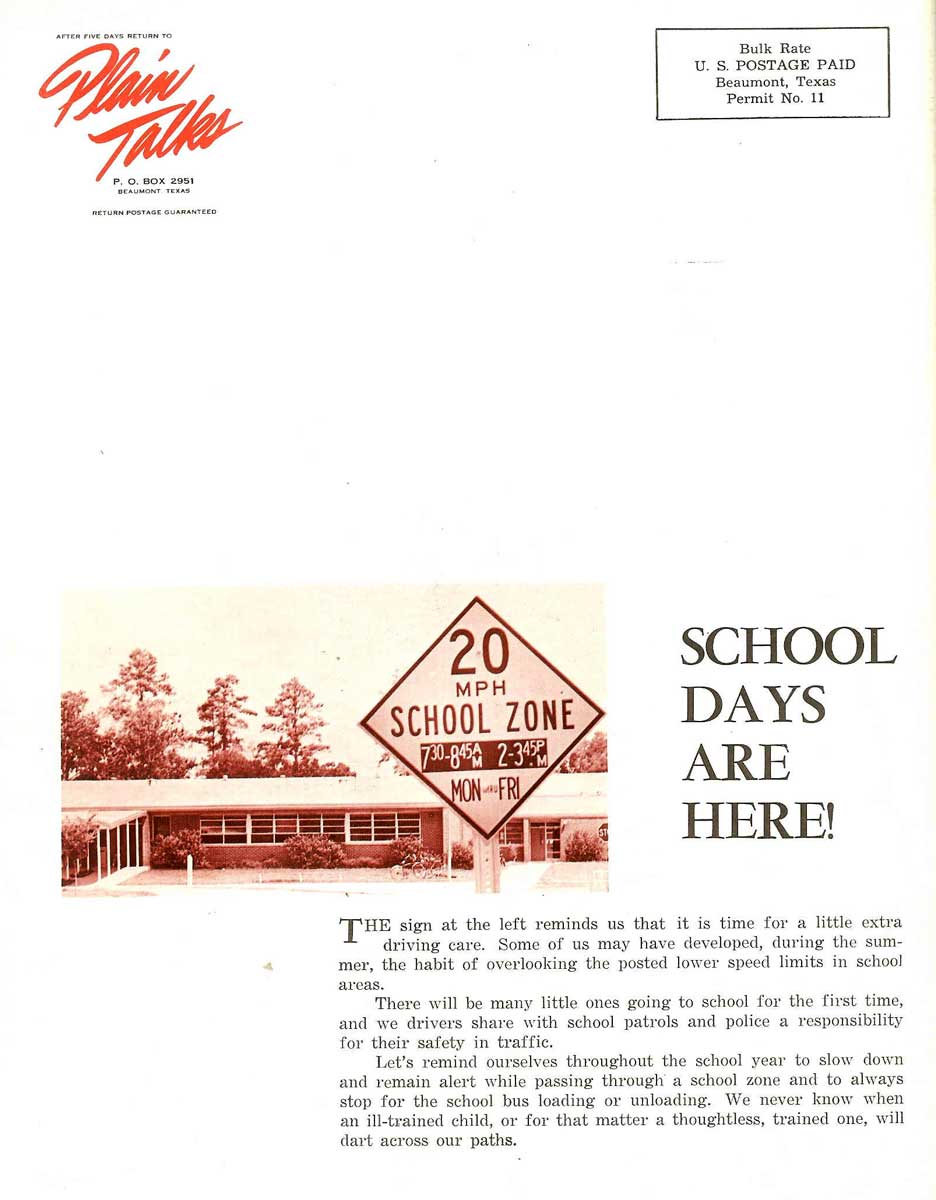 AFTER FIVE DAYS RETURN TO
Plain
Talks
P. O. BOX 2951
BEAUMONT, TEXAS
RETURN POSTAGE GUARANTEED
Bulk Rate
U. S. POSTAGE PAID
Beaumont, Texas
Permit No. 11
20
MPH
SCHOOL ZONE
730-845AM 2-345PM
MON THRU FRI
SCHOOL
DAYS
ARE
HERE!
THE sign at the left reminds us that it is time for a little extra
driving care. Some of us may have developed, during the sum-
mer, the habit of overlooking the posted lower speed limits in school
areas.
There will be many little ones going to school for the first time,
and we drivers share with school patrols and police a responsibility
for their safety in traffic.
Let's remind ourselves throughout the school year to slow down
and remain alert while passing through a school zone and to always
stop for the school bus loading or unloading. We never know when
an ill-trained child, or for that matter a thoughtless, trained one, will
dart across our paths.